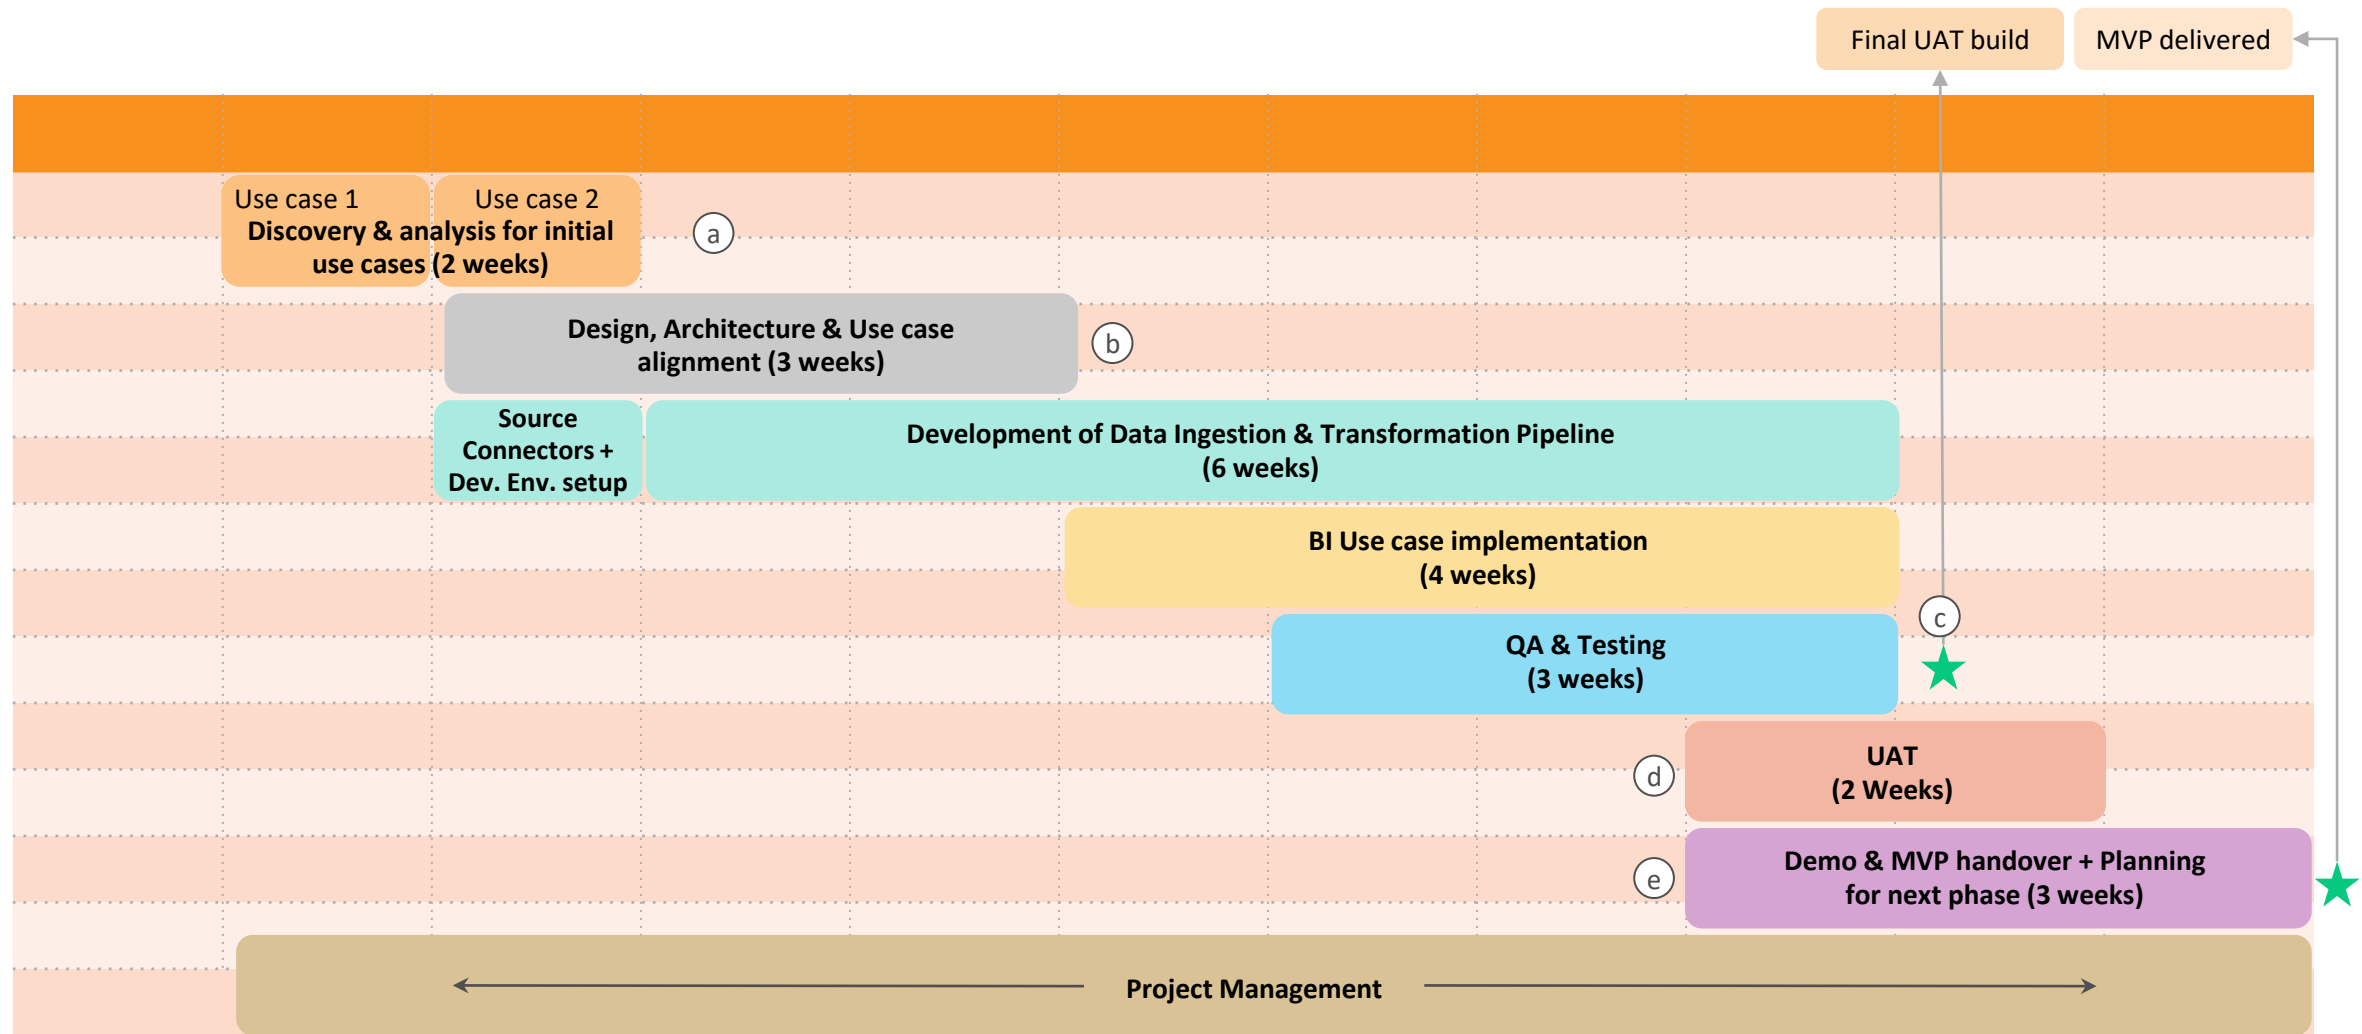 Final UAT build
MVP delivered
Use case 1
Use case 2
Discovery & analysis for initial
use cases (2 weeks)
a
Design, Architecture & Use case
alignment (3 weeks)
b
Source
Connectors +
Dev. Env. setup
Development of Data Ingestion & Transformation Pipeline
(6 weeks)
BI Use case implementation
(4 weeks)
c
QA & Testing
(3 weeks)
d
UAT
(2 Weeks)
e
Demo & MVP handover + Planning
for next phase (3 weeks)
Project Management